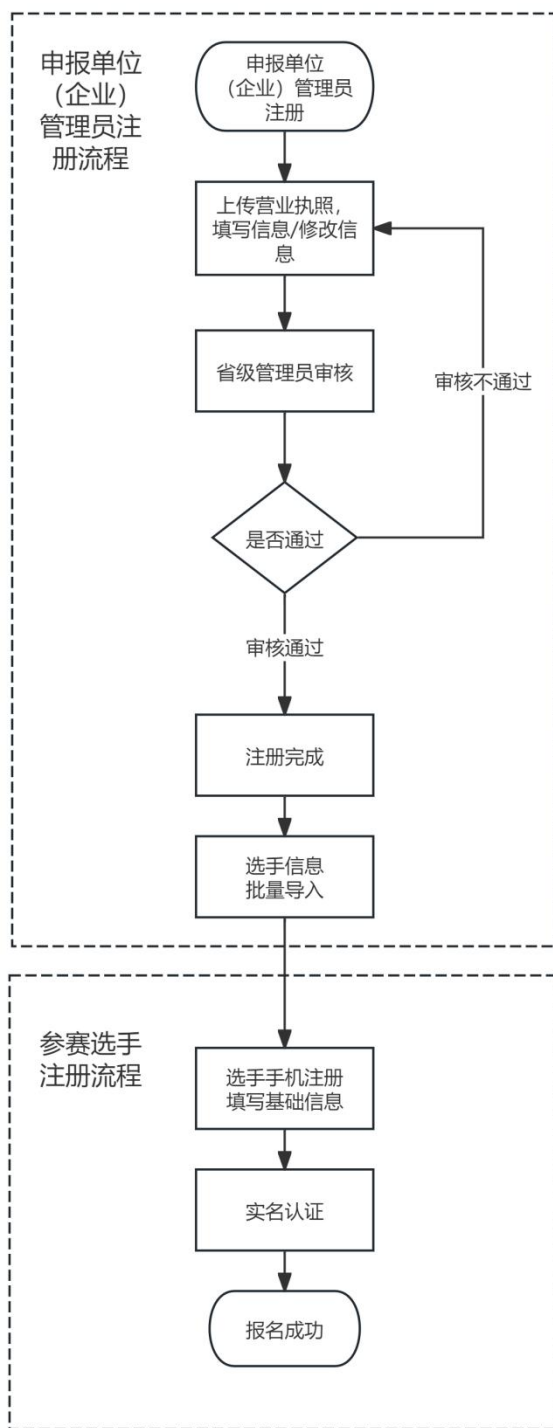 申报单位
（企业）
管理员注
册流程
申报单位
（企业）管理员
注册
上传营业执照，
填写信息/修改信
息
省级管理员审核
审核不通过
是否通过
审核通过
注册完成
选手信息
批量导入
参赛选手
注册流程
选手手机注册
填写基础信息
实名认证
报名成功